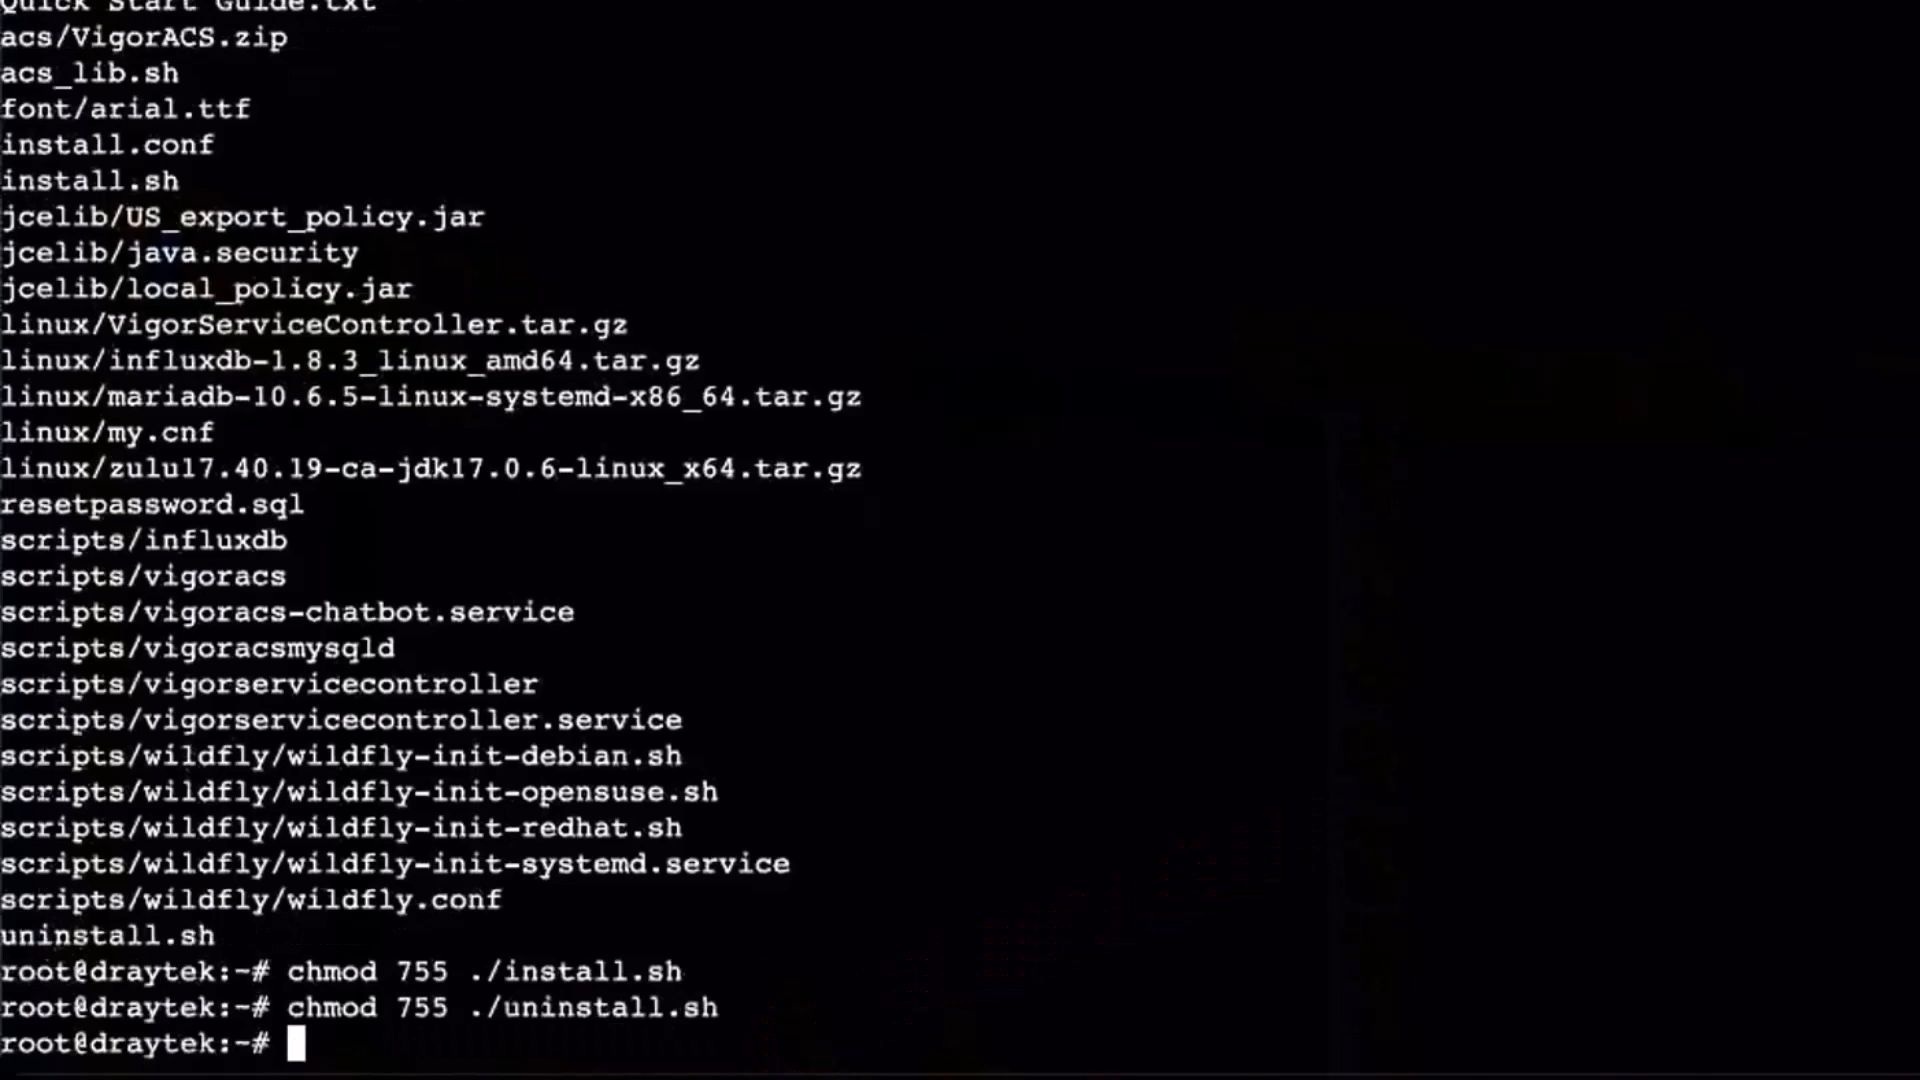 Quick Start Guide.txt
acs/VigorACS.zip
acs_lib.sh
font/arial.ttf
install.conf
install.sh
jcelib/US_export_policy.jar
jcelib/java.security
jcelib/local_policy.jar
linux/VigorServiceController.tar.gz
linux/influxdb-1.8.3_linux_amd64.tar.gz
linux/mariadb-10.6.5-linux-systemd-x86_64.tar.gz
linux/my.cnf
linux/zulu17.40.19-ca-jdk17.0.6-linux_x64.tar.gz
resetpassword.sql
scripts/influxdb
scripts/vigoracs
scripts/vigoracs-chatbot.service
scripts/vigoracsmysqld
scripts/vigorservicecontroller
scripts/vigorservicecontroller.service
scripts/wildfly/wildfly-init-debian.sh
scripts/wildfly/wildfly-init-opensuse.sh
scripts/wildfly/wildfly-init-redhat.sh
scripts/wildfly/wildfly-init-systemd.service
scripts/wildfly/wildfly.conf
uninstall.sh
root@draytek:~# chmod 755 ./install.sh
root@draytek:~# chmod 755 ./uninstall.sh
root@draytek:~#